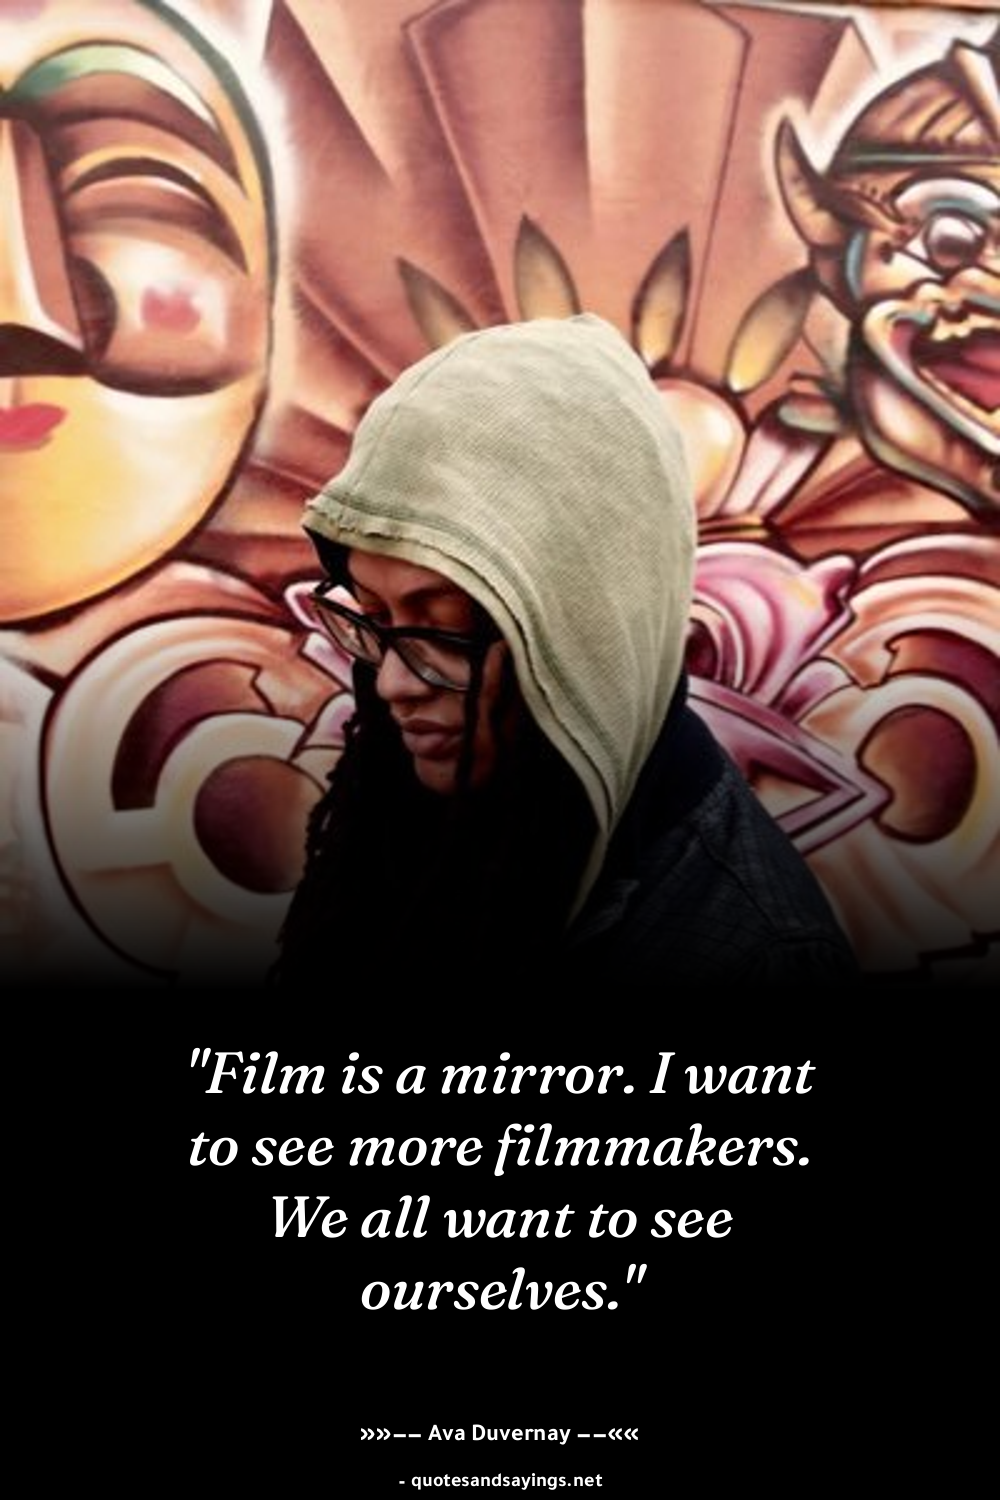 "Film is a mirror. I want
to see more filmmakers.
We all want to see
ourselves."
»»–– Ava Duvernay ––««
- quotesandsayings.net